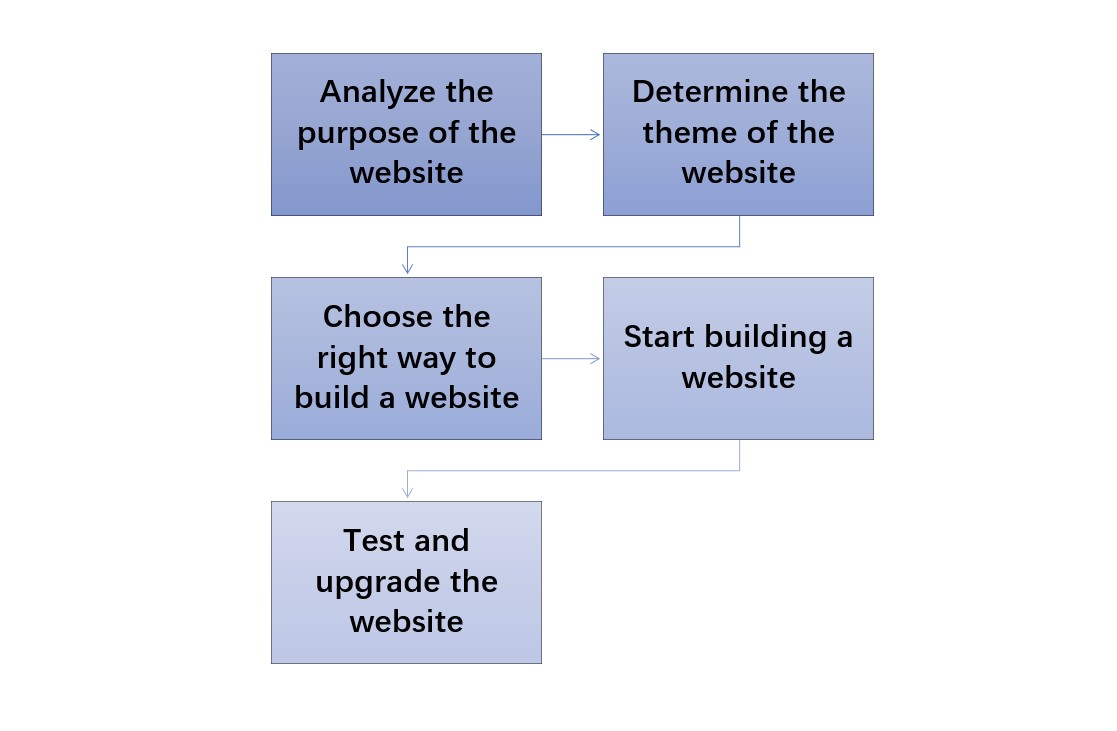 Analyze the
purpose of the
website
Determine the
theme of the
website
Choose the
right way to
build a website
Start building a
website
Test and
upgrade the
website